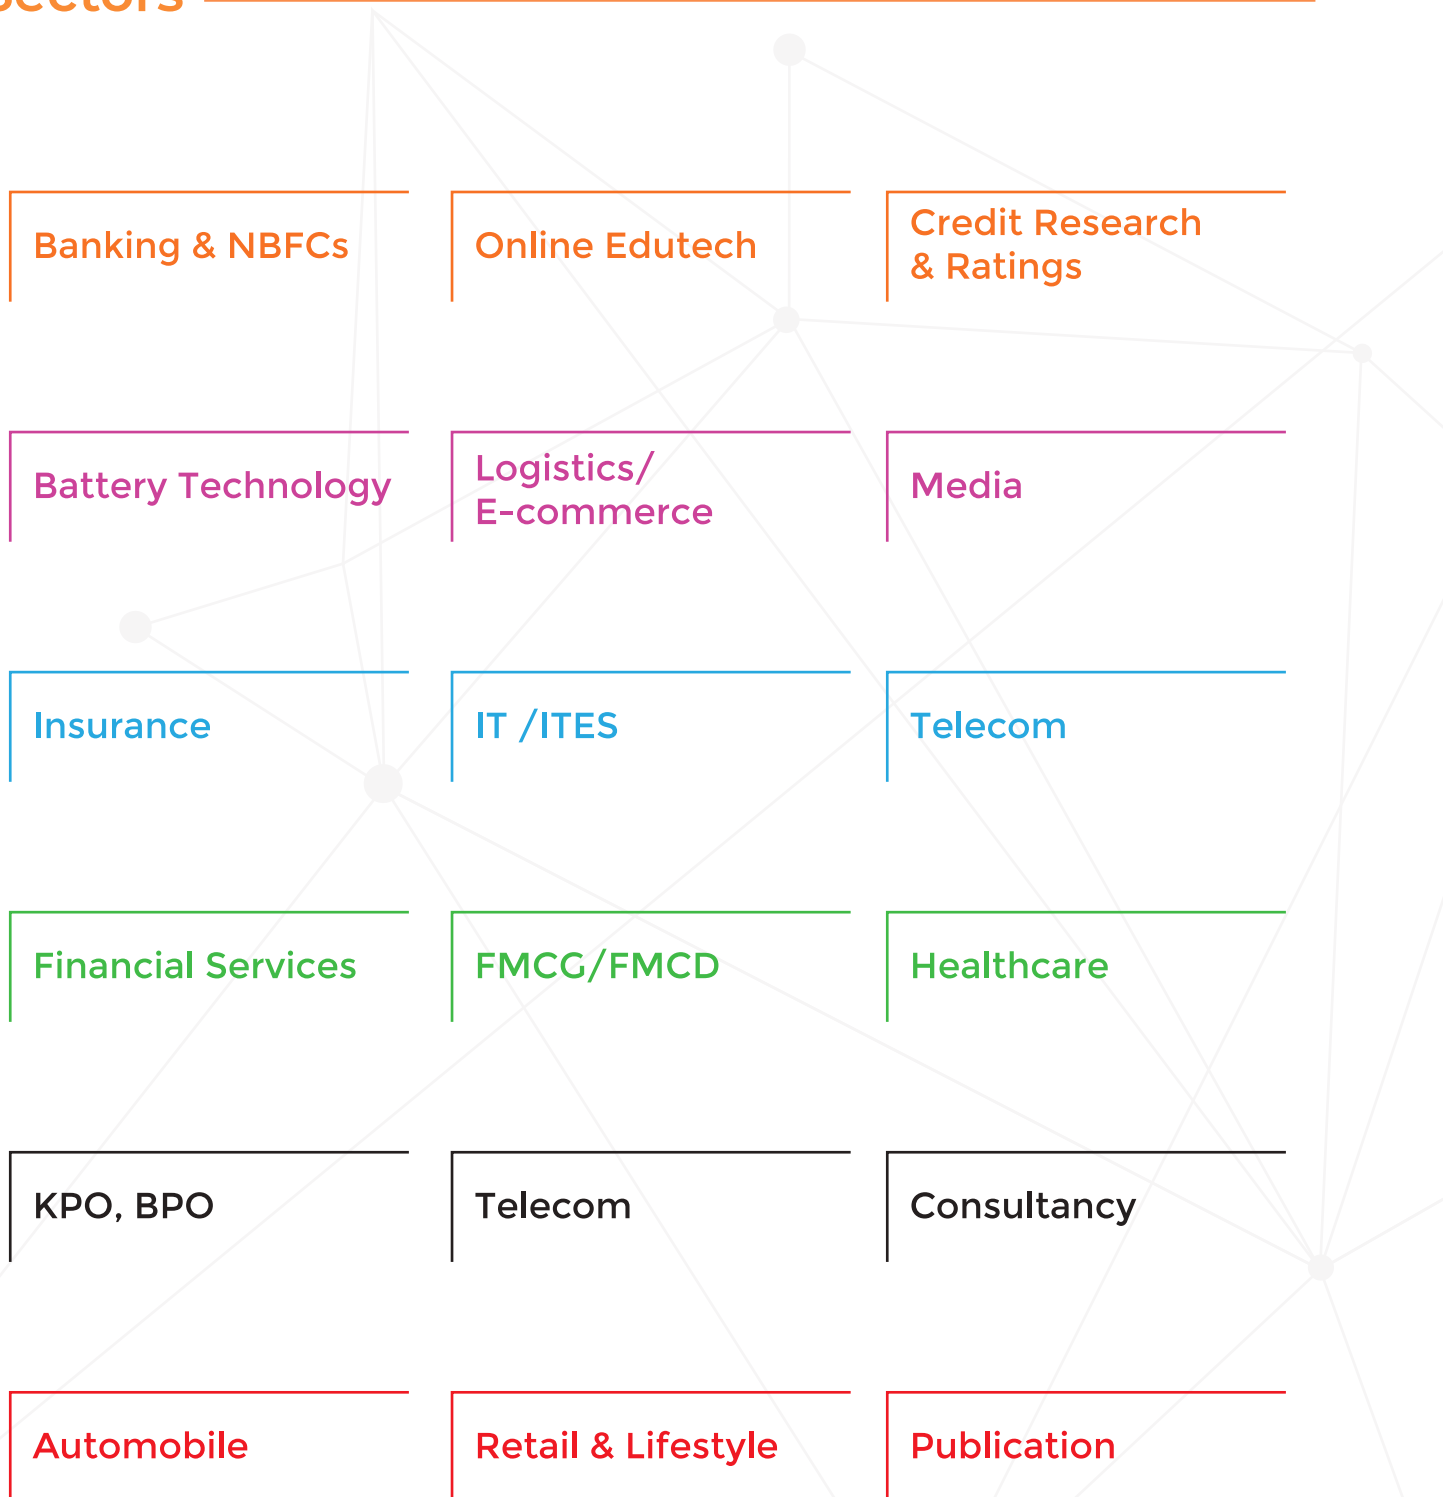 Sectors
Banking & NBFCs
Online Edutech
Credit Research
& Ratings
Battery Technology
Logistics/
E-commerce
Media
Insurance
IT /ITES
Telecom
Financial Services
FMCG/FMCD
Healthcare
KPO, BPO
Telecom
Consultancy
Automobile
Retail & Lifestyle
Publication